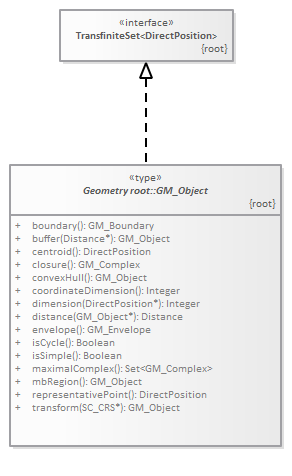 «interface»
TransfiniteSet<DirectPosition>
{root}
«type»
Geometry root::GM_Object
{root}
+ boundary(): GM_Boundary
+ buffer(Distance*): GM_Object
+ centroid(): DirectPosition
+ closure(): GM_Complex
+ convexHull(): GM_Object
+ coordinateDimension(): Integer
+ dimension(DirectPosition*): Integer
+ distance(GM_Object*): Distance
+ envelope(): GM_Envelope
+ isCycle(): Boolean
+ isSimple(): Boolean
+ maximalComplex(): Set<GM_Complex>
+ mbRegion(): GM_Object
+ representativePoint(): DirectPosition
+ transform(SC_CRS*): GM_Object